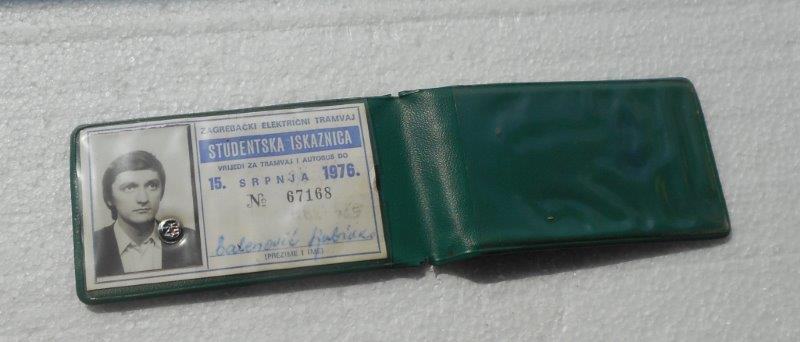 ZAGREBAČKI ELEKTRIČNI TRAMVAJ
STUDENTSKA ISKAZNICA
VRIJEDI ZA TRAMVAJ I AUTOBUS DO
15. SRPNJA 1976.
№ 67168
(PREZIME I IME)